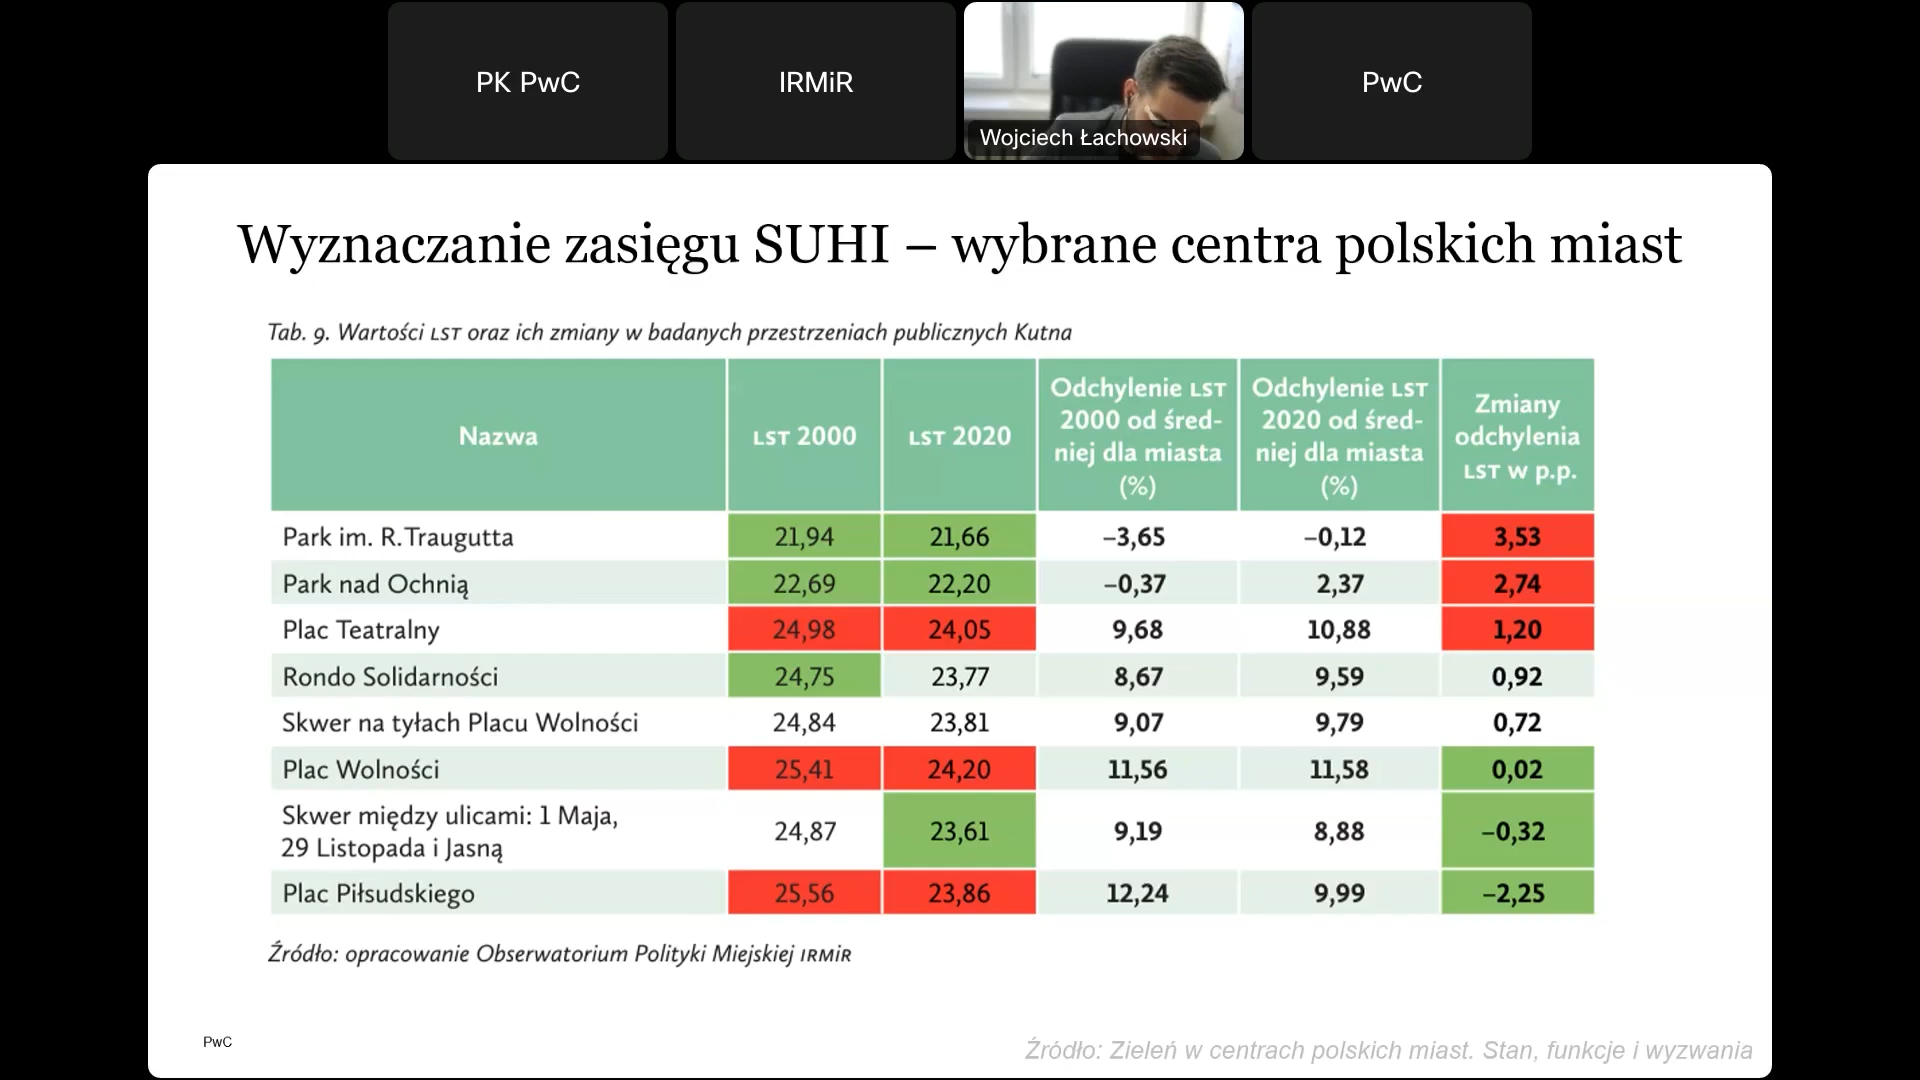 PK PwC
IRMiR
Wojciech Łachowski
PwC
Wyznaczanie zasięgu SUHI – wybrane centra polskich miast
Tab. 9. Wartości LST oraz ich zmiany w badanych przestrzeniach publicznych Kutna
Nazwa
LST 2000
LST 2020
Odchylenie LST
2000 od śred-
niej dla miasta
(%)
Odchylenie LST
2020 od śred-
niej dla miasta
(%)
Zmiany
odchylenia
LST w p.p.
Park im. R.Traugutta 21,94 21,66 –3,65 –0,12 3,53
Park nad Ochnią 22,69 22,20 –0,37 2,37 2,74
Plac Teatralny 24,98 24,05 9,68 10,88 1,20
Rondo Solidarności 24,75 23,77 8,67 9,59 0,92
Skwer na tyłach Placu Wolności 24,84 23,81 9,07 9,79 0,72
Plac Wolności 25,41 24,20 11,56 11,58 0,02
Skwer między ulicami: 1 Maja,
29 Listopada i Jasną 24,87 23,61 9,19 8,88 –0,32
Plac Piłsudskiego 25,56 23,86 12,24 9,99 –2,25
Źródło: opracowanie Obserwatorium Polityki Miejskiej IRMiR
PwC
Źródło: Zieleń w centrach polskich miast. Stan, funkcje i wyzwania